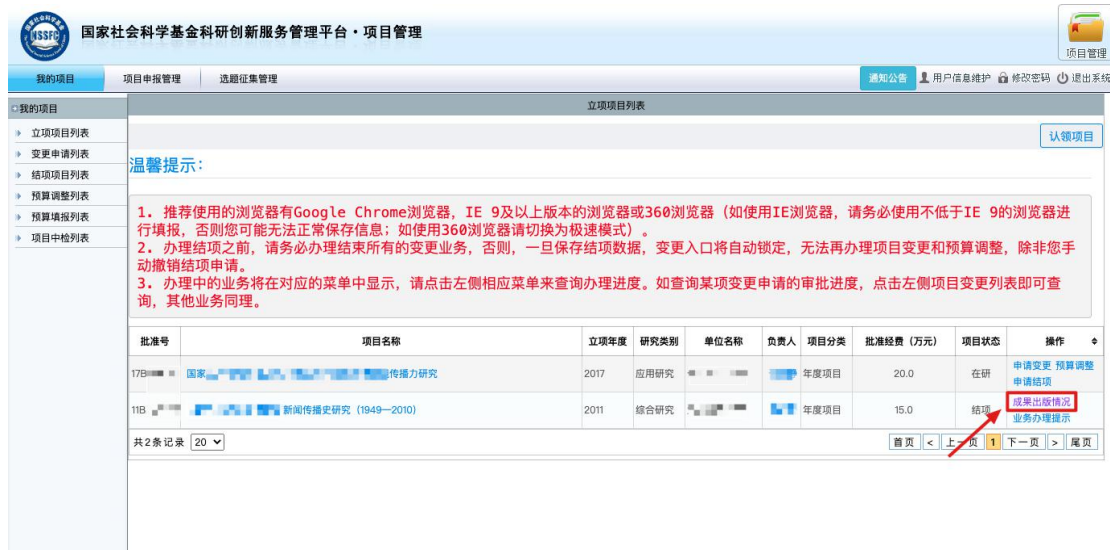 NSSFC
国家社会科学基金科研创新服务管理平台·项目管理
项目管理
我的项目 项目申报管理 选题征集管理 通知公告 用户信息维护 修改密码 退出系统
我的项目
立项项目列表
变更申请列表
结项项目列表
预算调整列表
预算填报列表
项目中检列表
立项项目列表
认领项目
温馨提示:
1. 推荐使用的浏览器有Google Chrome浏览器, IE 9及以上版本的浏览器或360浏览器（如使用IE浏览器, 请务必使用不低于IE 9的浏览器进
行填报, 否则您可能无法正常保存信息; 如使用360浏览器请切换为极速模式）。
2. 办理结项之前, 请务必办理结束所有的变更业务, 否则, 一旦保存结项数据, 变更入口将自动锁定, 无法再办理项目变更和预算调整, 除非您手
动撤销结项申请。
3. 办理中的业务将在对应的菜单中显示, 请点击左侧相应菜单来查询办理进度。如查询某项变更申请的审批进度, 点击左侧项目变更列表即可查
询, 其他业务同理。
批准号 项目名称 立项年度 研究类别 单位名称 负责人 项目分类 批准经费（万元） 项目状态 操作
17B 国家 传播力研究 2017 应用研究 年度项目 20.0 在研 申请变更 预算调整
申请结项
11B 新闻传播史研究（1949—2010） 2011 综合研究 年度项目 15.0 结项 成果出版情况
业务办理提示
共2条记录 20 首页 < 上一页 1 下一页 > 尾页